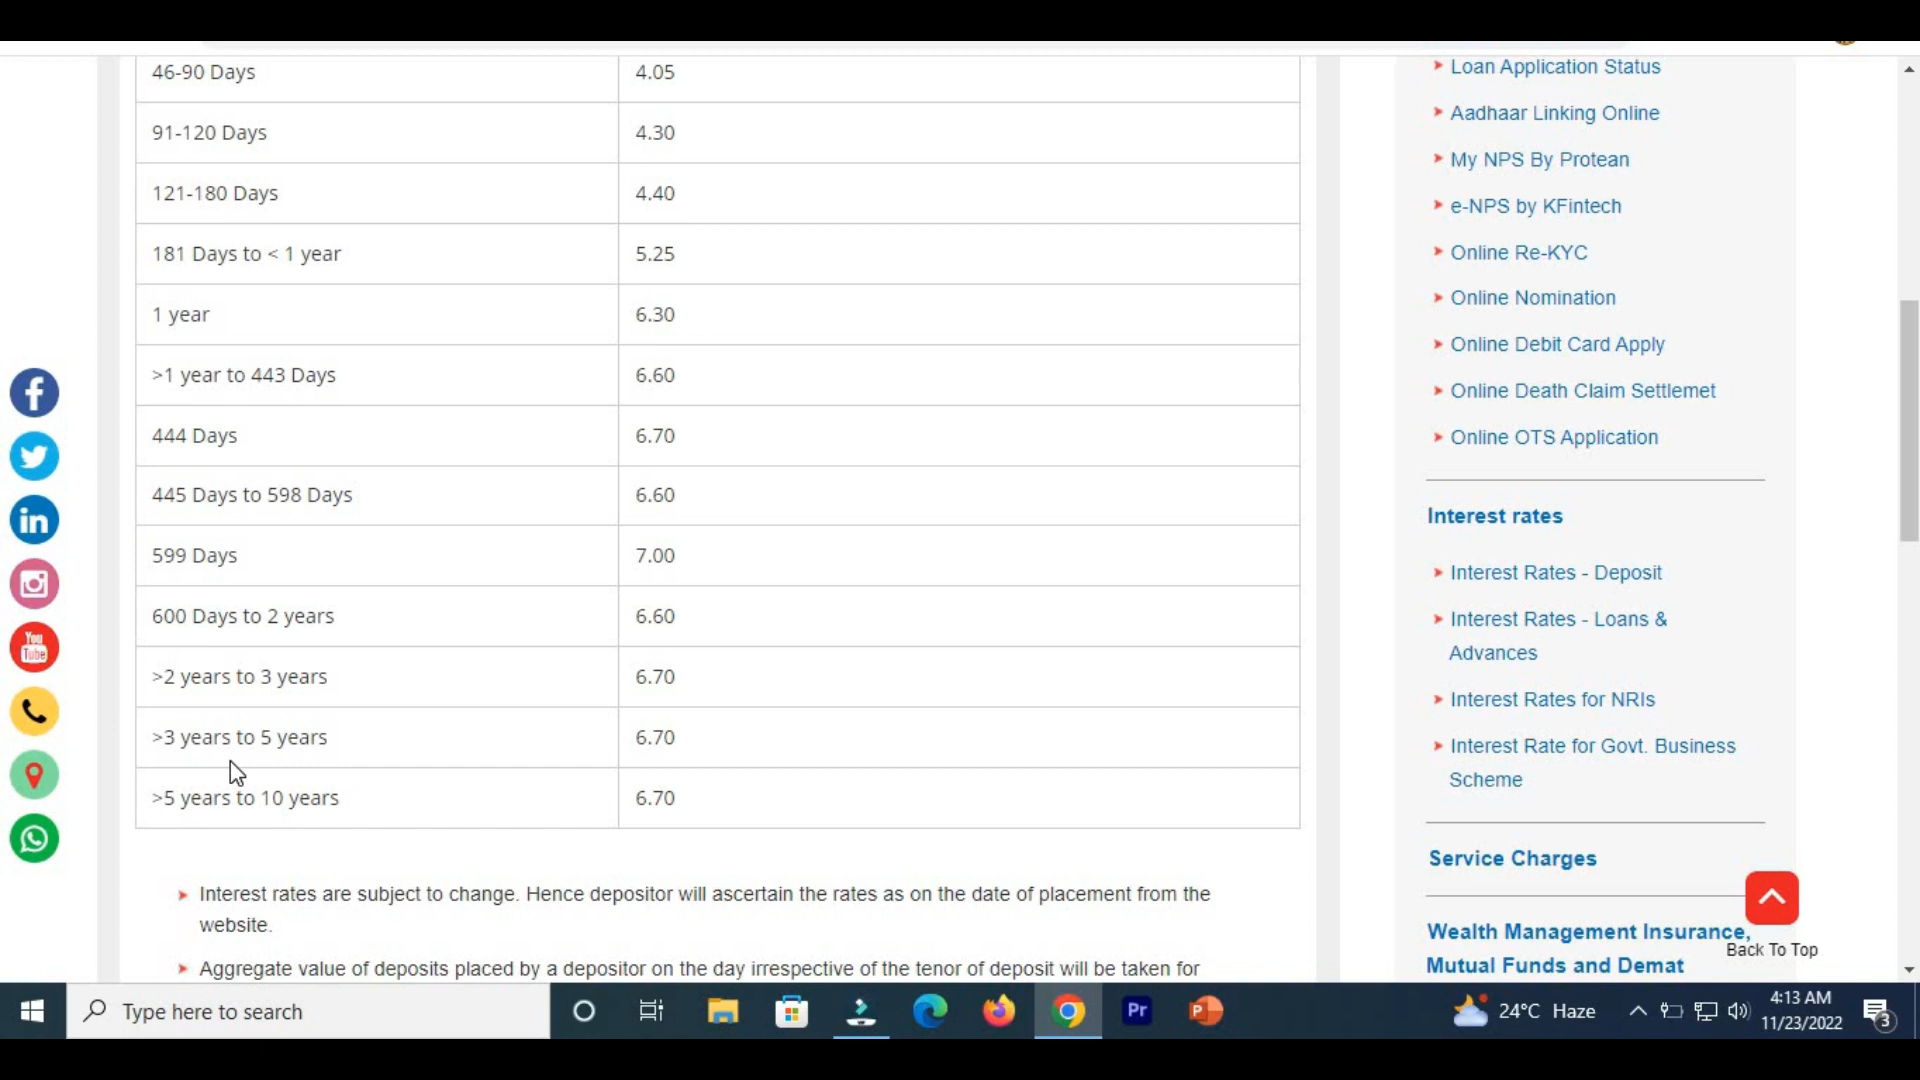 46-90 Days 4.05
91-120 Days 4.30
121-180 Days 4.40
181 Days to < 1 year 5.25
1 year 6.30
>1 year to 443 Days 6.60
444 Days 6.70
445 Days to 598 Days 6.60
599 Days 7.00
600 Days to 2 years 6.60
>2 years to 3 years 6.70
>3 years to 5 years 6.70
>5 years to 10 years 6.70
Interest rates are subject to change. Hence depositor will ascertain the rates as on the date of placement from the
website.
Aggregate value of deposits placed by a depositor on the day irrespective of the tenor of deposit will be taken for
Loan Application Status
Aadhaar Linking Online
My NPS By Protean
e-NPS by KFintech
Online Re-KYC
Online Nomination
Online Debit Card Apply
Online Death Claim Settlemet
Online OTS Application
Interest rates
Interest Rates - Deposit
Interest Rates - Loans &
Advances
Interest Rates for NRIs
Interest Rate for Govt. Business
Scheme
Service Charges
Wealth Management Insurance,
Mutual Funds and Demat
Back To Top
You
Tube
Type here to search
Pr
P
24°C Haze
4:13 AM
11/23/2022
3